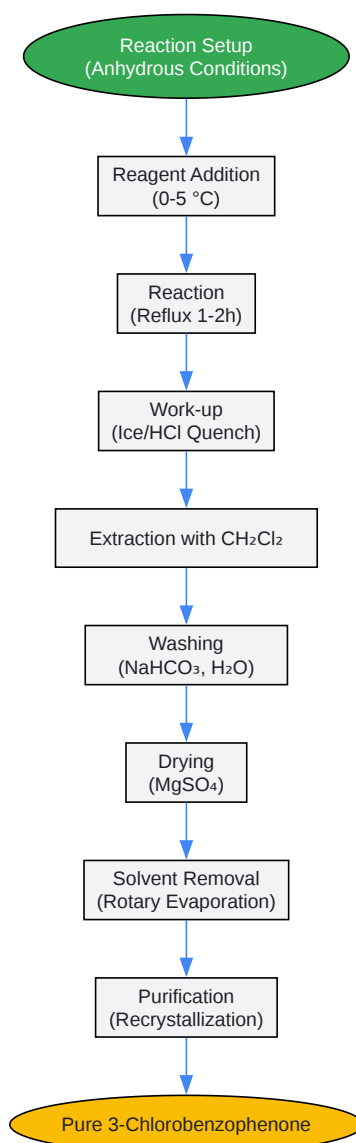 Reaction Setup
(Anhydrous Conditions)
Reagent Addition
(0-5 °C)
Reaction
(Reflux 1-2h)
Work-up
(Ice/HCl Quench)
Extraction with CH₂Cl₂
Washing
(NaHCO₃, H₂O)
Drying
(MgSO₄)
Solvent Removal
(Rotary Evaporation)
Purification
(Recrystallization)
Pure 3-Chlorobenzophenone